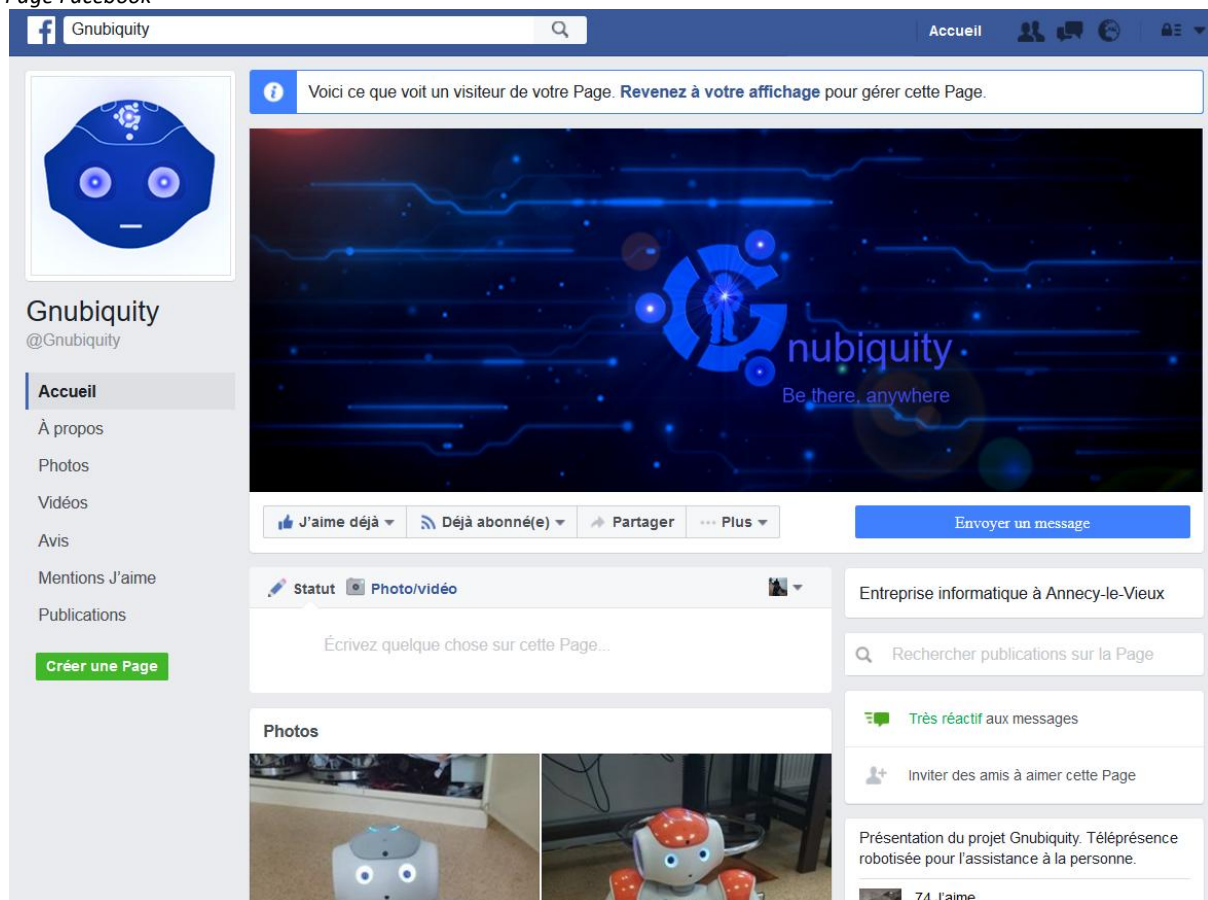 Page Facebook
Gnubiquity
Accueil
Voici ce que voit un visiteur de votre Page. Revenez à votre affichage pour gérer cette Page.
Gnubiquity
@Gnubiquity
Accueil
À propos
Photos
Vidéos
Avis
Mentions J'aime
Publications
Créer une Page
Gnubiquity
Be there, anywhere
J'aime déjà
Déjà abonné(e)
Partager
Plus
Envoyer un message
Statut
Photo/vidéo
Écrivez quelque chose sur cette Page...
Photos
Entreprise informatique à Annecy-le-Vieux
Rechercher publications sur la Page
Très réactif aux messages
Inviter des amis à aimer cette Page
Présentation du projet Gnubiquity. Téléprésence
robotisée pour l'assistance à la personne.
74 J'aime